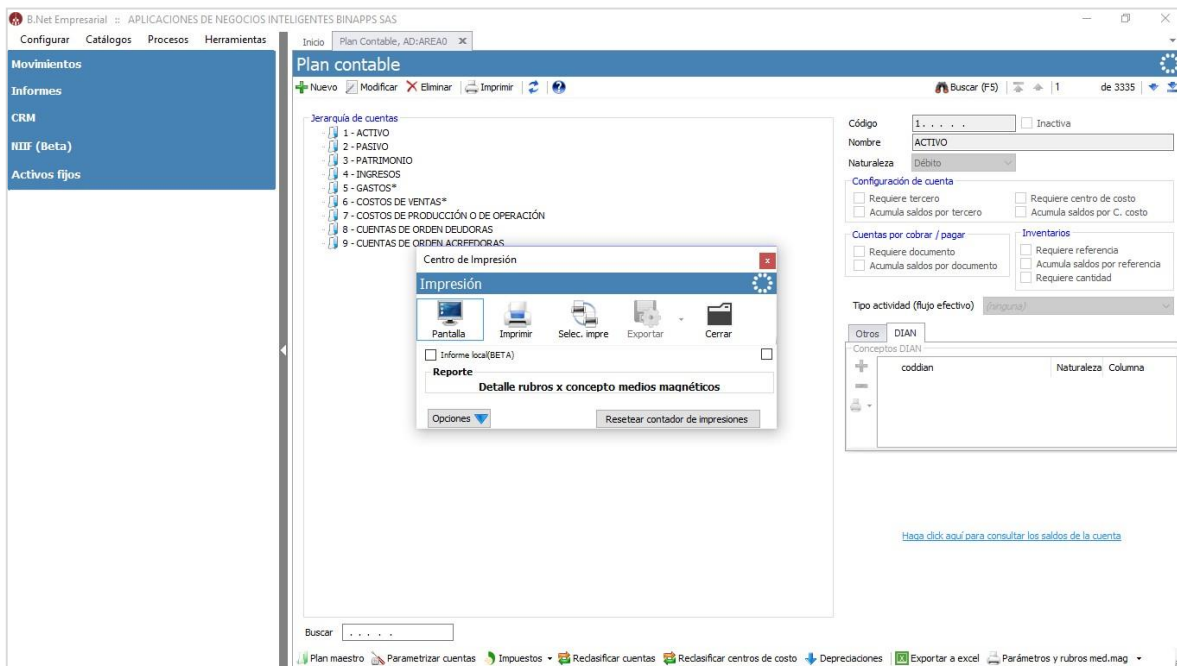 B.Net Empresarial :: APLICACIONES DE NEGOCIOS INTELIGENTES BINAPPS SAS
Configurar Catálogos Procesos Herramientas
Movimientos
Informes
CRM
NIIF (Beta)
Activos fijos
Inicio Plan Contable, AD:AREA0
Plan contable
Nuevo Modificar Eliminar Imprimir Buscar (F5) 1 de 3335
Jerarquía de cuentas
1 - ACTIVO
2 - PASIVO
3 - PATRIMONIO
4 - INGRESOS
5 - GASTOS*
6 - COSTOS DE VENTAS*
7 - COSTOS DE PRODUCCIÓN O DE OPERACIÓN
8 - CUENTAS DE ORDEN DEUDORAS
9 - CUENTAS DE ORDEN ACREEDORAS
Centro de Impresión
Impresión
Pantalla Imprimir Selec. impre Exportar Cerrar
Informe local(BETA)
Reporte
Detalle rubros x concepto medios magnéticos
Opciones Resetear contador de impresiones
Código 1. . . . . Inactiva
Nombre ACTIVO
Naturaleza Débito
Configuración de cuenta
Requiere tercero Requiere centro de costo
Acumula saldos por tercero Acumula saldos por C. costo
Cuentas por cobrar / pagar Inventarios
Requiere documento Requiere referencia
Acumula saldos por documento Acumula saldos por referencia
Requiere cantidad
Tipo actividad (flujo efectivo) (ninguna)
Otros DIAN
Conceptos DIAN
coddian Naturaleza Columna
Haga click aquí para consultar los saldos de la cuenta
Buscar . . . . .
Plan maestro Parametrizar cuentas Impuestos Reclasificar cuentas Reclasificar centros de costo Depreciaciones Exportar a excel Parámetros y rubros med.mag